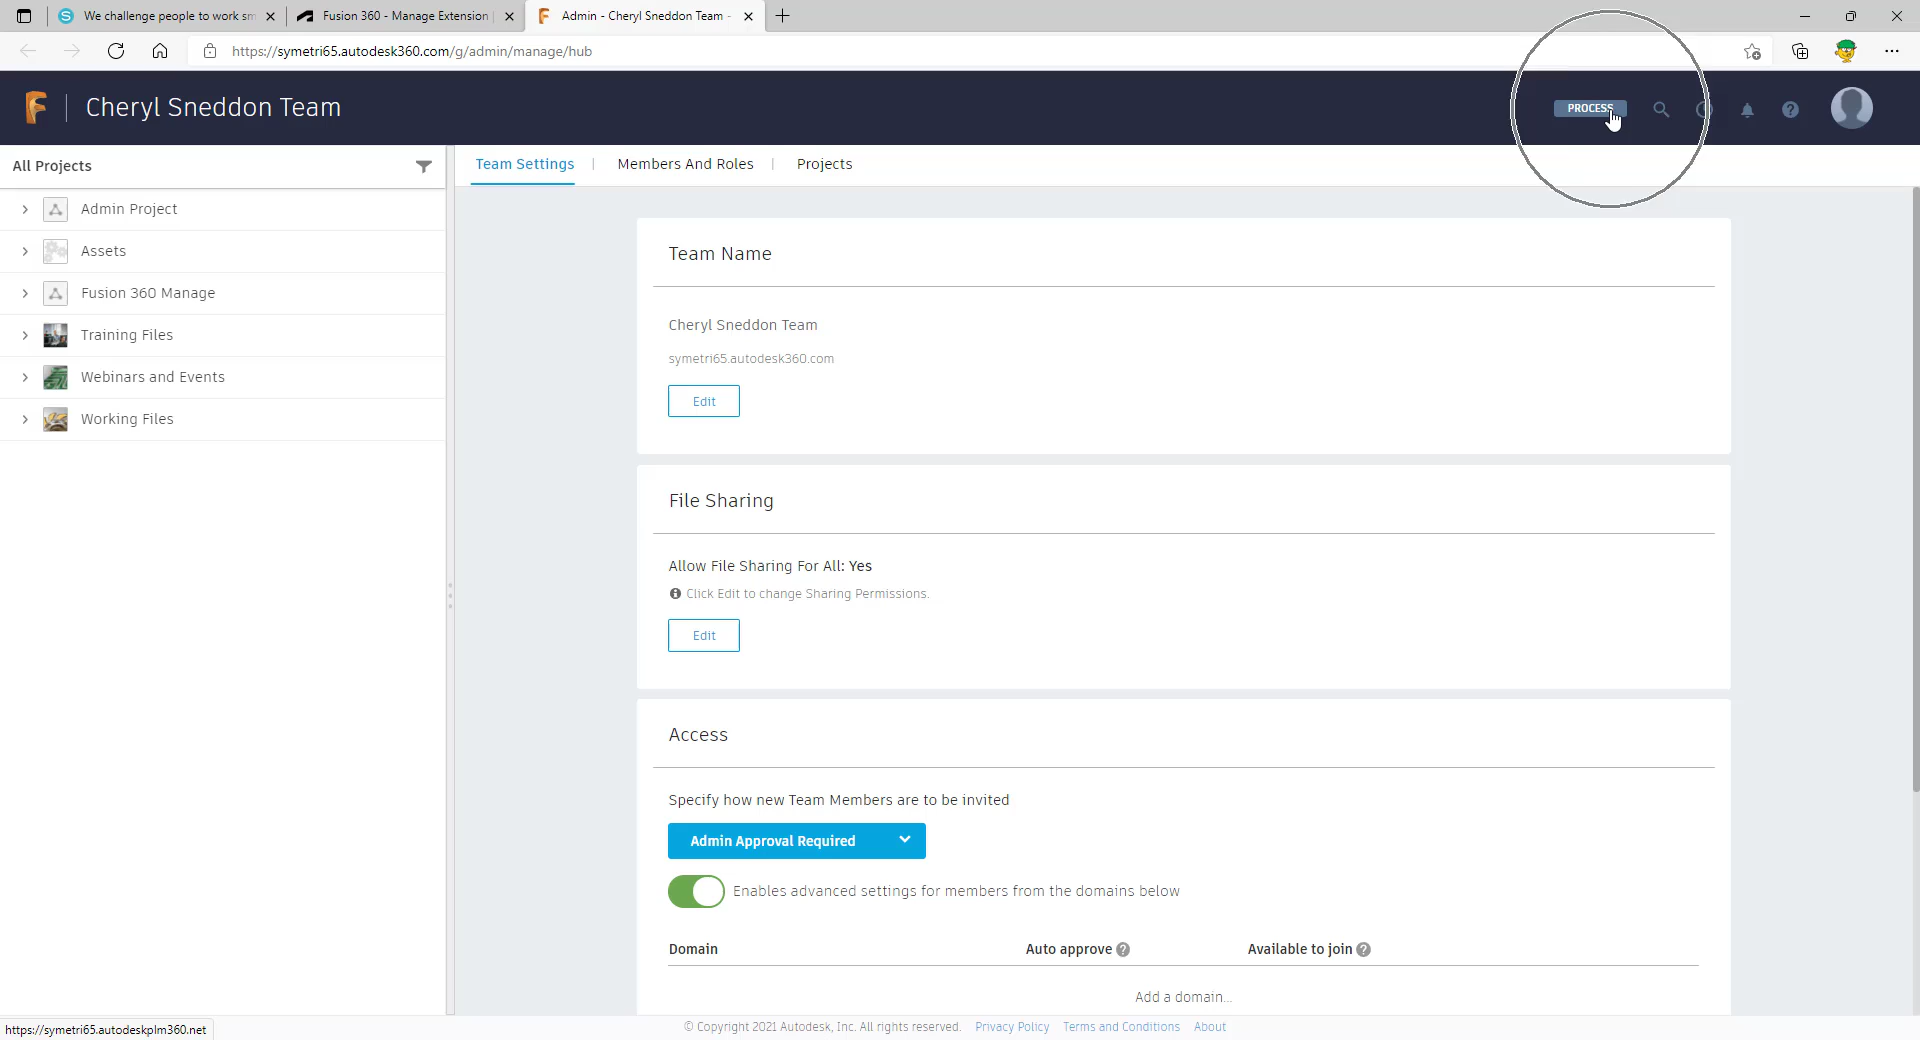 We challenge people to work sm
Fusion 360 - Manage Extension
Admin - Cheryl Sneddon Team -
https://symetri65.autodesk360.com/g/admin/manage/hub
Cheryl Sneddon Team
PROCESS
All Projects
Team Settings | Members And Roles | Projects
Admin Project
Assets
Fusion 360 Manage
Training Files
Webinars and Events
Working Files
Team Name
Cheryl Sneddon Team
symetri65.autodesk360.com
Edit
File Sharing
Allow File Sharing For All: Yes
Click Edit to change Sharing Permissions.
Edit
Access
Specify how new Team Members are to be invited
Admin Approval Required
Enables advanced settings for members from the domains below
Domain Auto approve ? Available to join ?
Add a domain...
© Copyright 2021 Autodesk, Inc. All rights reserved. Privacy Policy Terms and Conditions About
https://symetri65.autodeskplm360.net